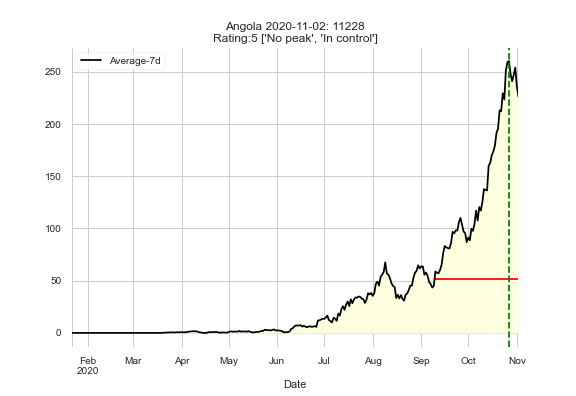 Angola 2020-11-02: 11228
Rating:5 ['No peak', 'In control']
Average-7d
250
200
150
100
50
0
Feb Mar Apr May Jun Jul Aug Sep Oct Nov
2020
Date